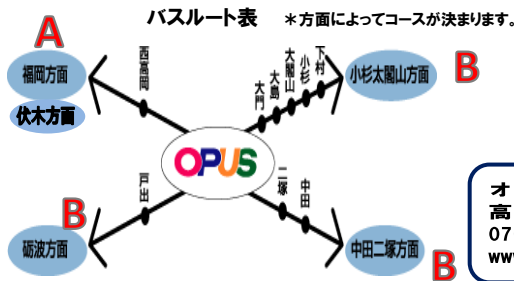 バスルート表 *方面によってコースが決まります。
A
福岡方面
伏木方面
西高岡
大門
大島
大閤山
小杉
下村
小杉太閤山方面
B
OPUS
戸出
B
砺波方面
二塚
中田
中田二塚方面
B
オ
高
07
www